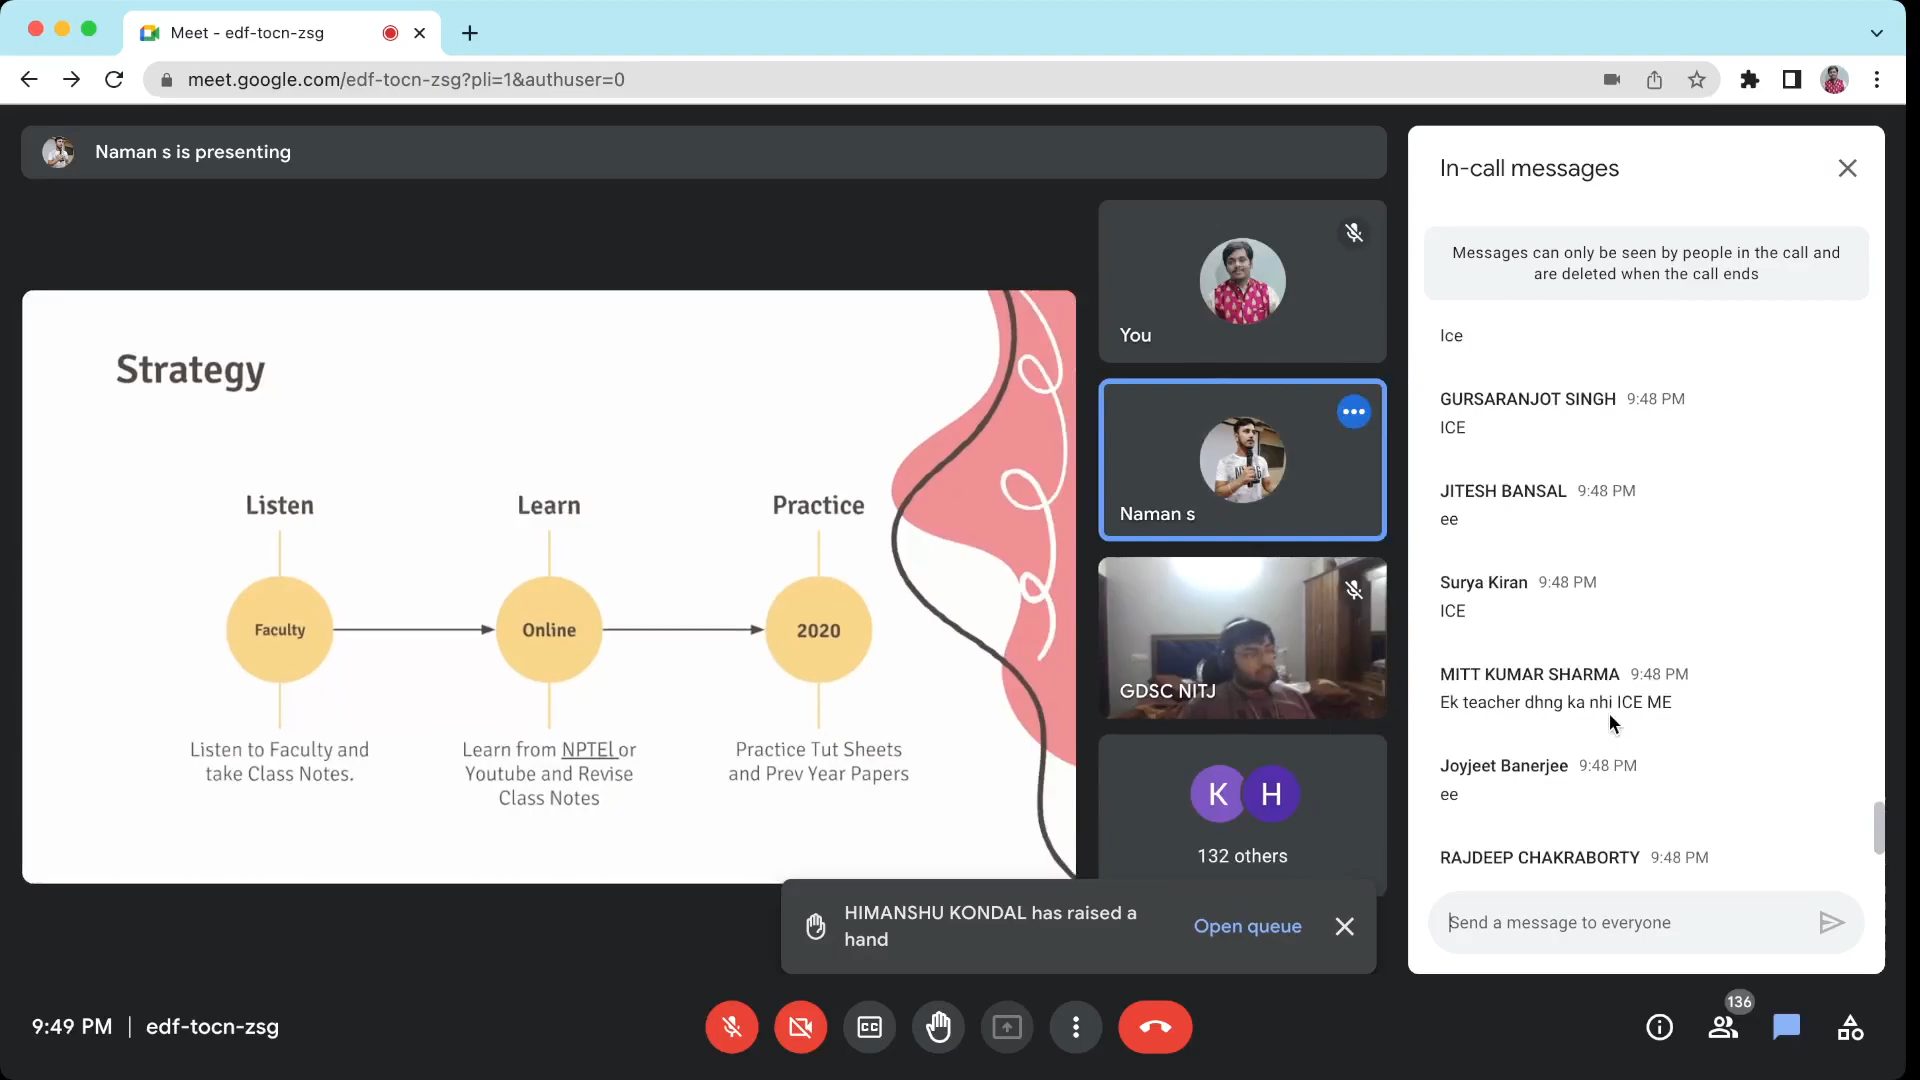 Meet - edf-tocn-zsg
meet.google.com/edf-tocn-zsg?pli=1&authuser=0
Naman s is presenting
Strategy
Listen
Learn
Practice
Faculty
Online
2020
Listen to Faculty and
take Class Notes.
Learn from NPTEl or
Youtube and Revise
Class Notes
Practice Tut Sheets
and Prev Year Papers
You
Naman s
GDSC NITJ
K
H
132 others
HIMANSHU KONDAL has raised a
hand
Open queue
In-call messages
Messages can only be seen by people in the call and
are deleted when the call ends
Ice
GURSARANJOT SINGH 9:48 PM
ICE
JITESH BANSAL 9:48 PM
ee
Surya Kiran 9:48 PM
ICE
MITT KUMAR SHARMA 9:48 PM
Ek teacher dhng ka nhi ICE ME
Joyjeet Banerjee 9:48 PM
ee
RAJDEEP CHAKRABORTY 9:48 PM
Send a message to everyone
9:49 PM | edf-tocn-zsg
CC
136